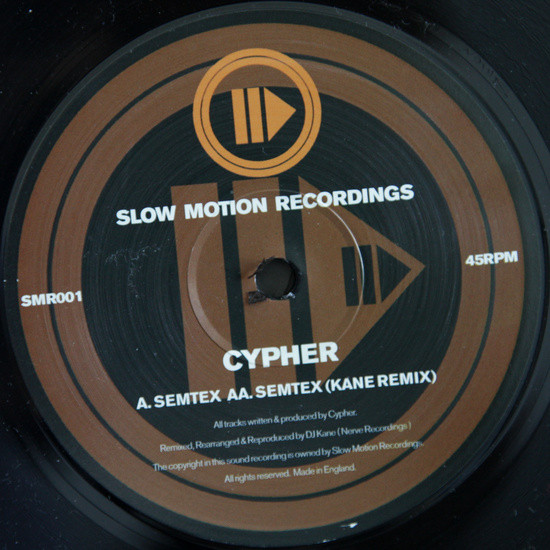 SLOW MOTION RECORDINGS
SMR001
45RPM
CYPHER
A. SEMTEX AA. SEMTEX (KANE REMIX)
All tracks written & produced by Cypher.
Remixed, Rearranged & Reproduced by DJ Kane ( Nerve Recordings )
The copyright in this sound recording is owned by Slow Motion Recordings.
All rights reserved. Made in England.